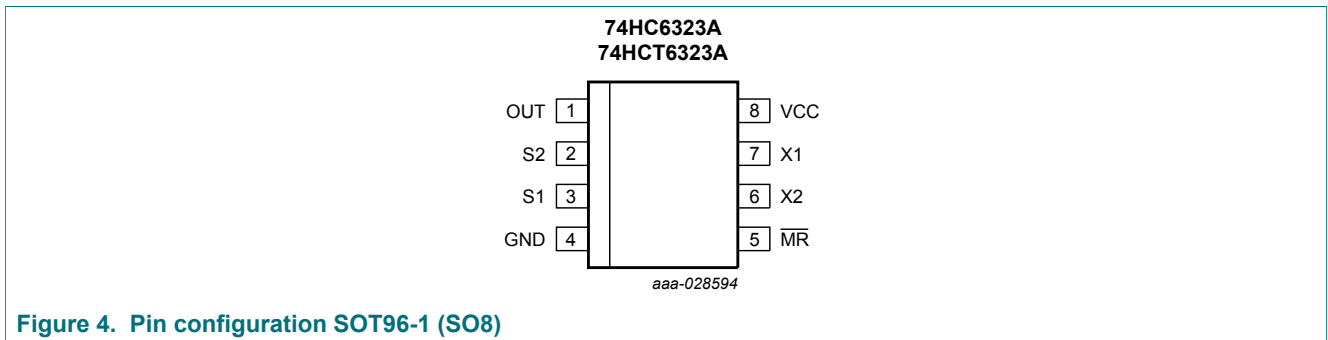 74HC6323A
74HCT6323A
OUT 1
S2 2
S1 3
GND 4
8 VCC
7 X1
6 X2
5 M̅R̅
aaa-028594
Figure 4. Pin configuration SOT96-1 (SO8)